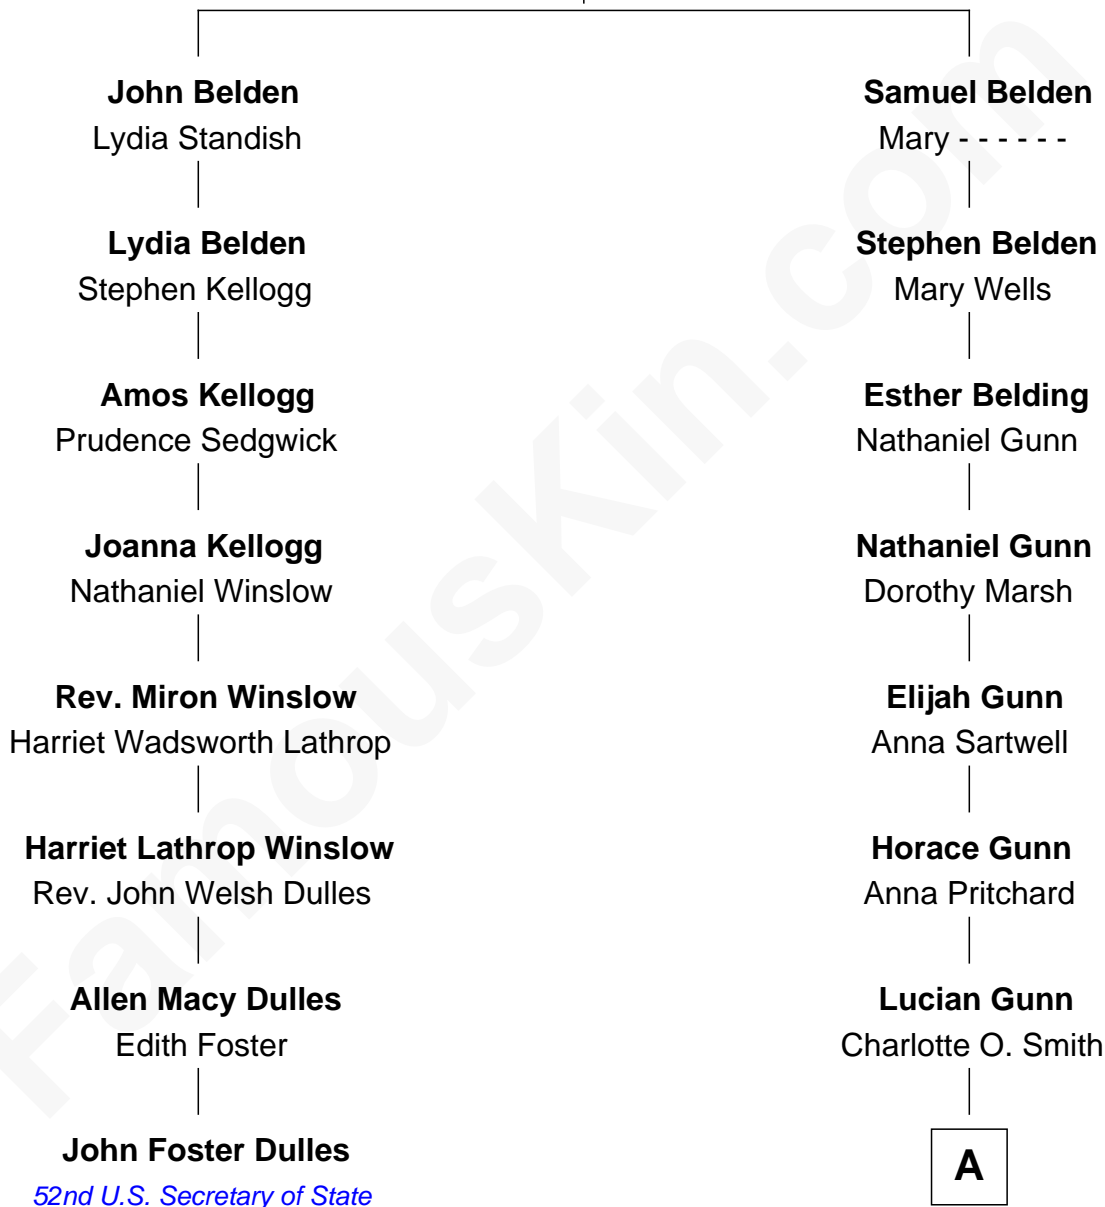 John Belden
Lydia Standish
Lydia Belden
Stephen Kellogg
Amos Kellogg
Prudence Sedgwick
Joanna Kellogg
Nathaniel Winslow
Rev. Miron Winslow
Harriet Wadsworth Lathrop
Harriet Lathrop Winslow
Rev. John Welsh Dulles
Allen Macy Dulles
Edith Foster
John Foster Dulles
52nd U.S. Secretary of State
Samuel Belden
Mary - - - - - -
Stephen Belden
Mary Wells
Esther Belding
Nathaniel Gunn
Nathaniel Gunn
Dorothy Marsh
Elijah Gunn
Anna Sartwell
Horace Gunn
Anna Pritchard
Lucian Gunn
Charlotte O. Smith
A
FamousKin.com